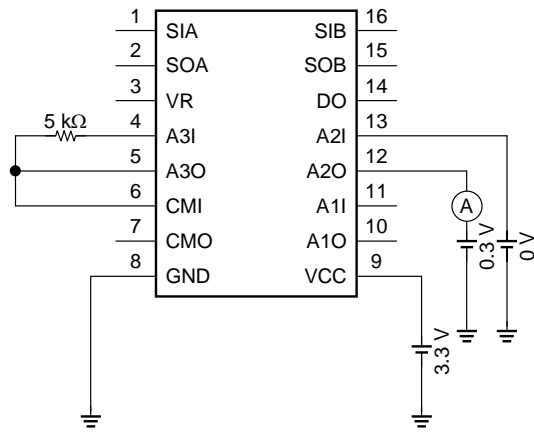 1 SIA SIB 16
2 SOA SOB 15
3 VR DO 14
5 kΩ 4 A3I A2I 13
5 A3O A2O 12
6 CMI A1I 11
A
7 CMO A1O 10
0.3 V 0 V
8 GND VCC 9
3.3 V